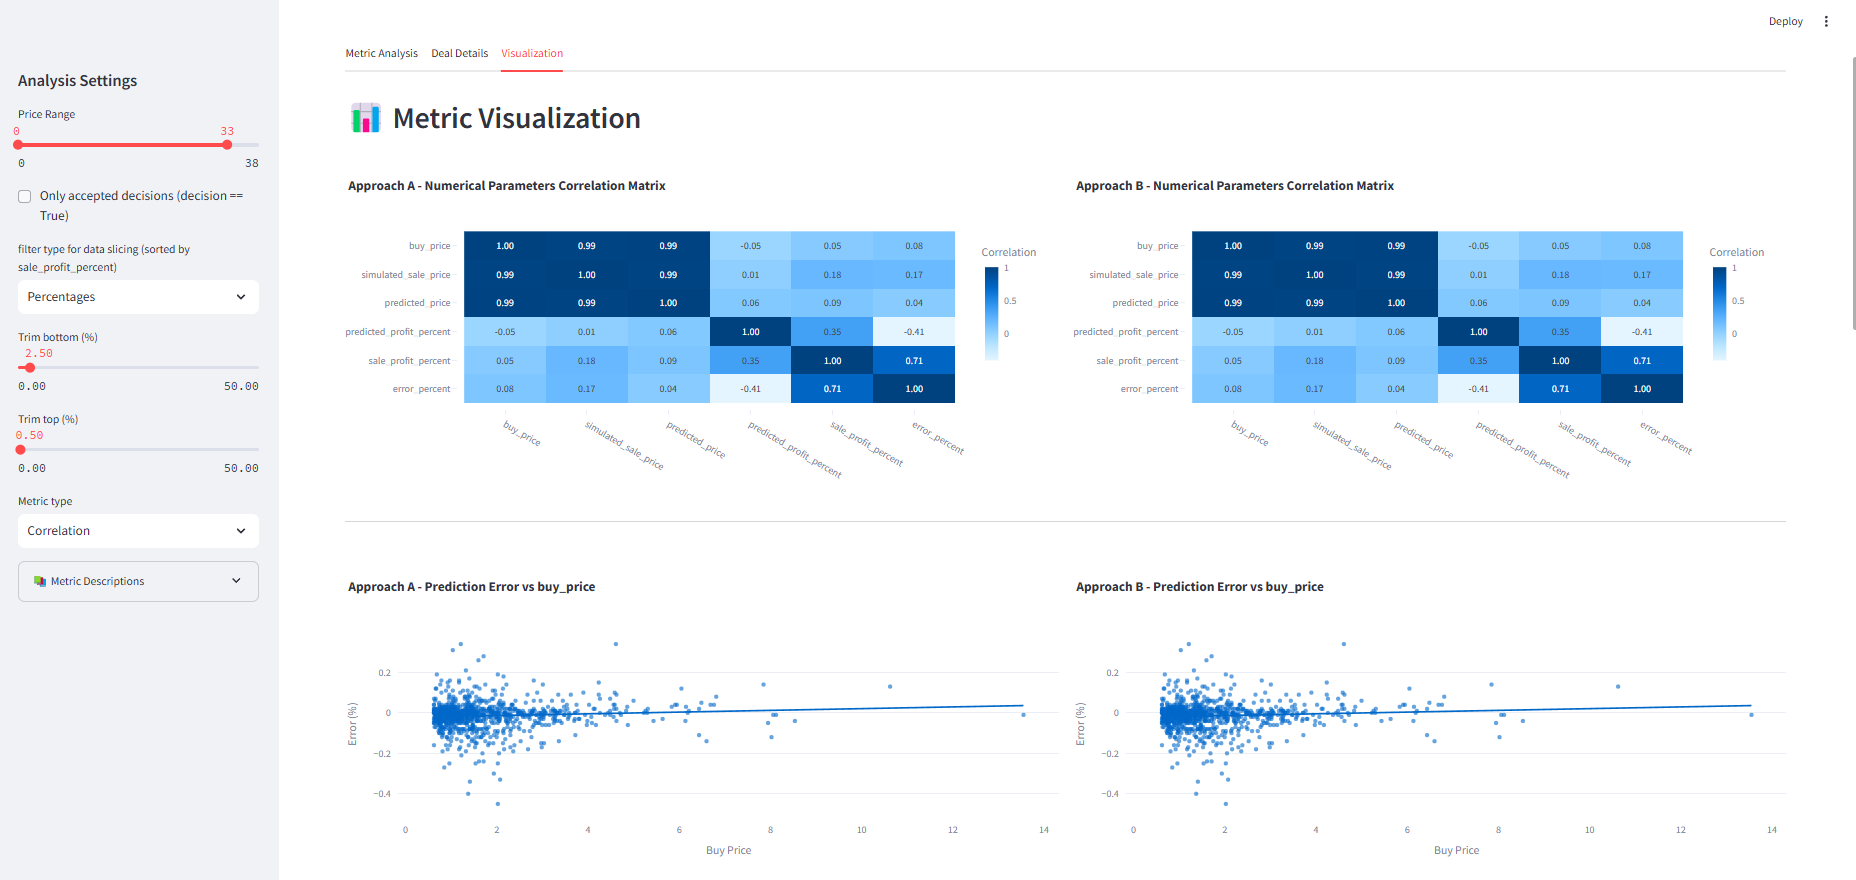 Deploy
Metric Analysis Deal Details Visualization
Analysis Settings
Price Range
0 33
0 38
Only accepted decisions (decision ==
True)
filter type for data slicing (sorted by
sale_profit_percent)
Percentages
Trim bottom (%)
2.50
0.00 50.00
Trim top (%)
0.50
0.00 50.00
Metric type
Correlation
Metric Descriptions
Metric Visualization
Approach A - Numerical Parameters Correlation Matrix
buy_price 1.00 0.99 0.99 -0.05 0.05 0.08
simulated_sale_price 0.99 1.00 0.99 0.01 0.18 0.17
predicted_price 0.99 0.99 1.00 0.06 0.09 0.04
predicted_profit_percent -0.05 0.01 0.06 1.00 0.35 -0.41
sale_profit_percent 0.05 0.18 0.09 0.35 1.00 0.71
error_percent 0.08 0.17 0.04 -0.41 0.71 1.00
buy_price simulated_sale_price predicted_price predicted_profit_percent sale_profit_percent error_percent
Correlation
1
0.5
0
Approach B - Numerical Parameters Correlation Matrix
buy_price 1.00 0.99 0.99 -0.05 0.05 0.08
simulated_sale_price 0.99 1.00 0.99 0.01 0.18 0.17
predicted_price 0.99 0.99 1.00 0.06 0.09 0.04
predicted_profit_percent -0.05 0.01 0.06 1.00 0.35 -0.41
sale_profit_percent 0.05 0.18 0.09 0.35 1.00 0.71
error_percent 0.08 0.17 0.04 -0.41 0.71 1.00
buy_price simulated_sale_price predicted_price predicted_profit_percent sale_profit_percent error_percent
Correlation
1
0.5
0
Approach A - Prediction Error vs buy_price
Error (%)
0.2
0
−0.2
−0.4
0 2 4 6 8 10 12 14
Buy Price
Approach B - Prediction Error vs buy_price
Error (%)
0.2
0
−0.2
−0.4
0 2 4 6 8 10 12 14
Buy Price